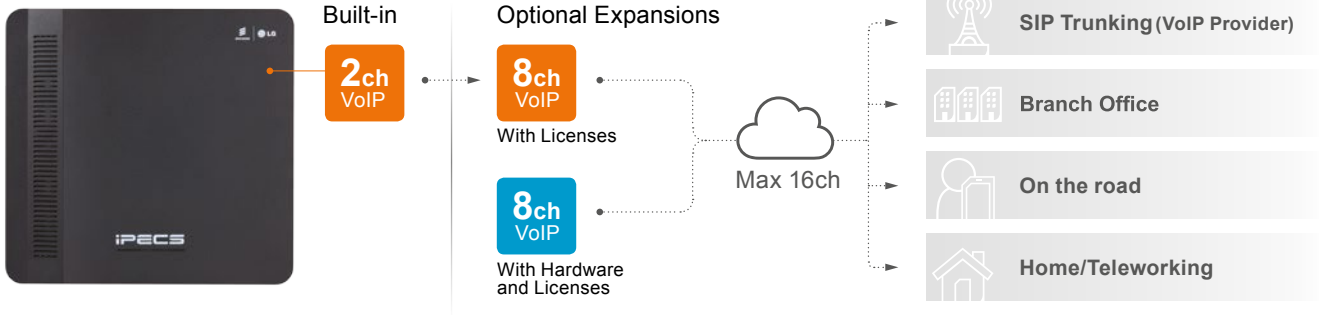 LG
iPECS
Built-in
2ch
VoIP
Optional Expansions
8ch
VoIP
With Licenses
8ch
VoIP
With Hardware
and Licenses
Max 16ch
SIP Trunking (VoIP Provider)
Branch Office
On the road
Home/Teleworking